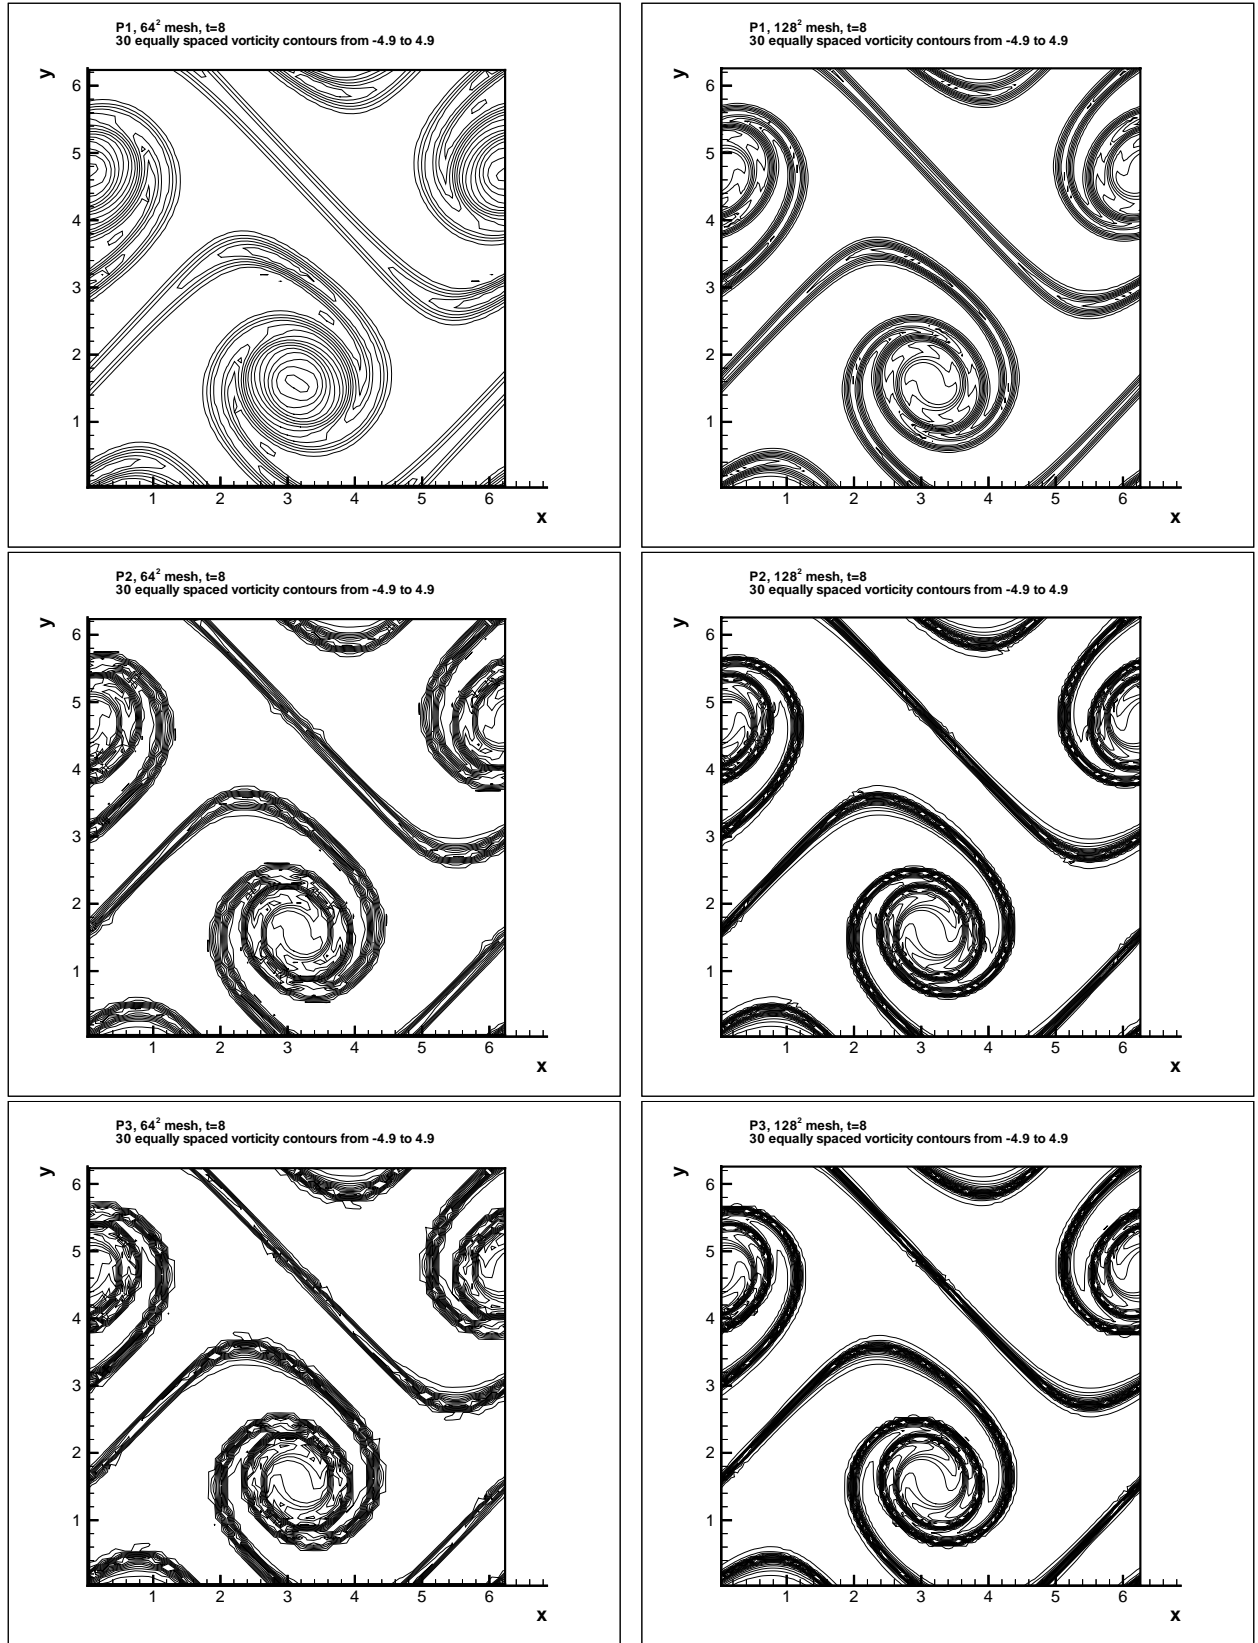 P1, 64² mesh, t=8
30 equally spaced vorticity contours from -4.9 to 4.9
y
6
5
4
3
2
1
1 2 3 4 5 6
x
P1, 128² mesh, t=8
30 equally spaced vorticity contours from -4.9 to 4.9
y
6
5
4
3
2
1
1 2 3 4 5 6
x
P2, 64² mesh, t=8
30 equally spaced vorticity contours from -4.9 to 4.9
y
6
5
4
3
2
1
1 2 3 4 5 6
x
P2, 128² mesh, t=8
30 equally spaced vorticity contours from -4.9 to 4.9
y
6
5
4
3
2
1
1 2 3 4 5 6
x
P3, 64² mesh, t=8
30 equally spaced vorticity contours from -4.9 to 4.9
y
6
5
4
3
2
1
1 2 3 4 5 6
x
P3, 128² mesh, t=8
30 equally spaced vorticity contours from -4.9 to 4.9
y
6
5
4
3
2
1
1 2 3 4 5 6
x